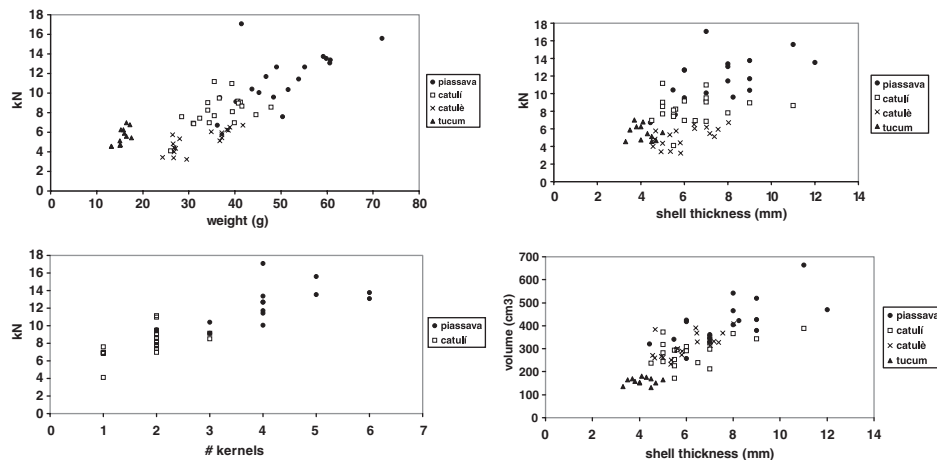 18
16
14
12
10
8
6
4
2
0
kN
0 10 20 30 40 50 60 70 80
weight (g)
piassava
catulí
catulè
tucum
18
16
14
12
10
8
6
4
2
0
kN
0 2 4 6 8 10 12 14
shell thickness (mm)
piassava
catulí
catulè
tucum
18
16
14
12
10
8
6
4
2
0
kN
0 1 2 3 4 5 6 7
# kernels
piassava
catulí
700
600
500
400
300
200
100
000
volume (cm3)
0 2 4 6 8 10 12 14
shell thickness (mm)
piassava
catulí
catulè
tucum